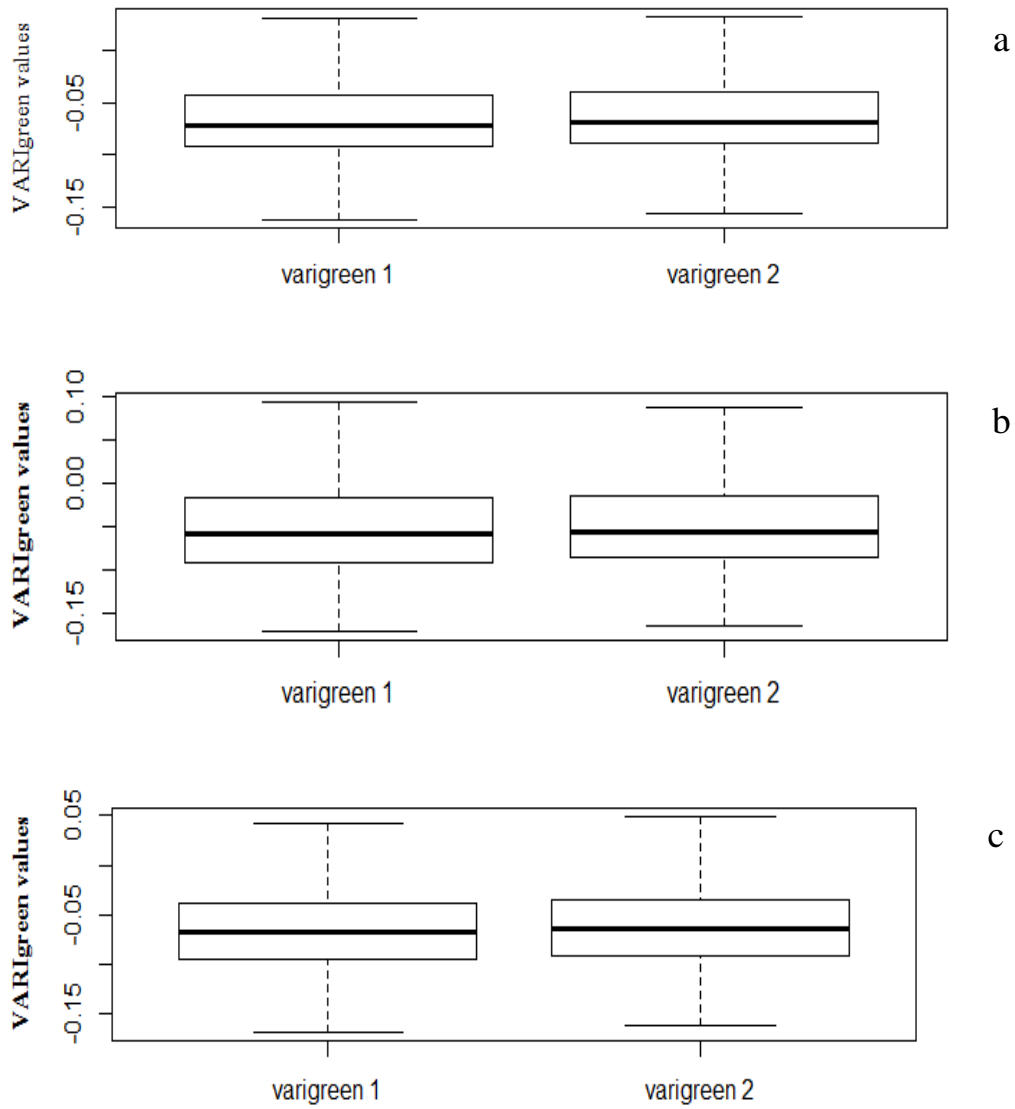 a
VARIgreen values
-0.05
-0.15
varigreen 1
varigreen 2
b
VARIgreen values
0.10
0.00
-0.15
varigreen 1
varigreen 2
c
VARIgreen values
0.05
-0.05
-0.15
varigreen 1
varigreen 2